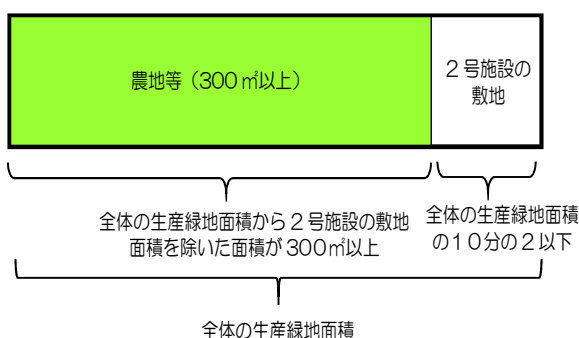 農地等（300㎡以上）
２号施設の
敷地
全体の生産緑地面積から２号施設の敷地
面積を除いた面積が300㎡以上
全体の生産緑地面積
の１０分の２以下
全体の生産緑地面積